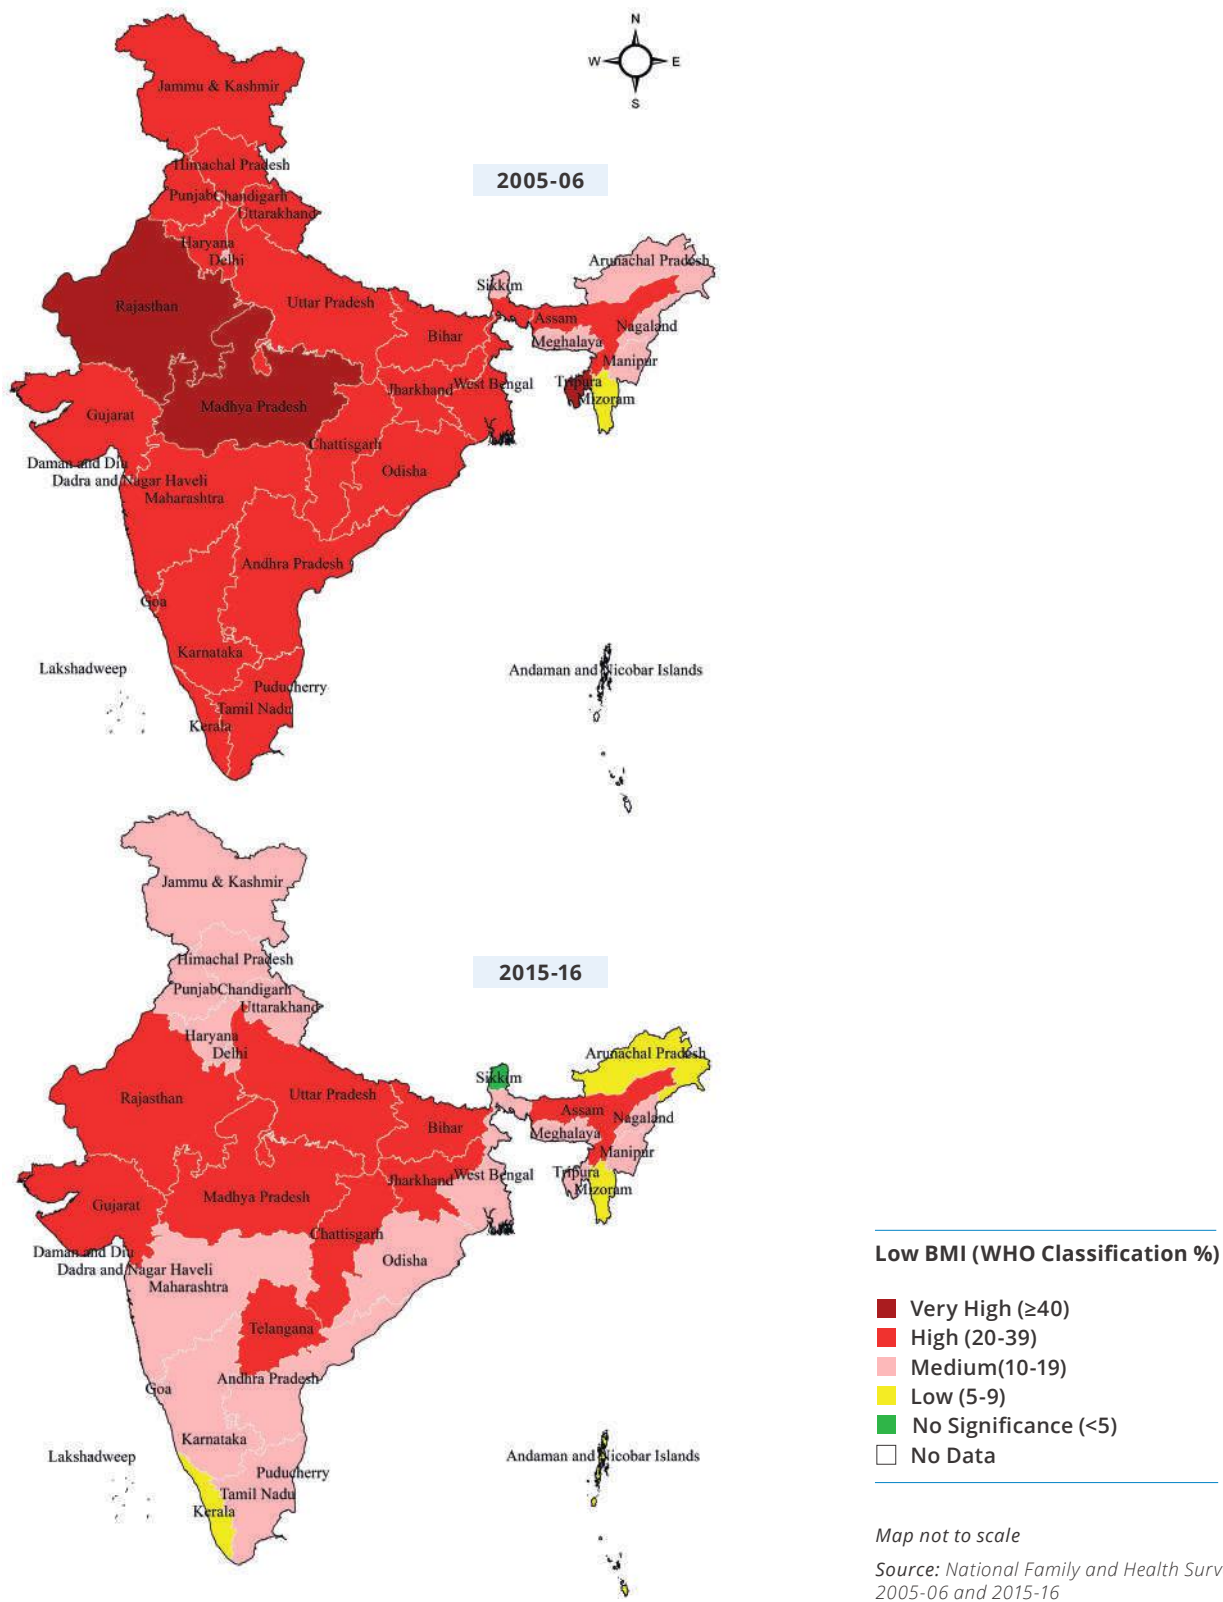 N
W
E
S
2005-06
Jammu & Kashmir
Himachal Pradesh
Punjab
Chandigarh
Uttarakhand
Haryana
Delhi
Rajasthan
Uttar Pradesh
Bihar
Sikkim
Arunachal Pradesh
Assam
Nagaland
Meghalaya
Manipur
Tripura
Mizoram
Jharkhand
West Bengal
Gujarat
Madhya Pradesh
Chattisgarh
Odisha
Daman and Diu
Dadra and Nagar Haveli
Maharashtra
Andhra Pradesh
Goa
Karnataka
Lakshadweep
Puducherry
Tamil Nadu
Kerala
Andaman and Nicobar Islands
2015-16
Jammu & Kashmir
Himachal Pradesh
Punjab
Chandigarh
Uttarakhand
Haryana
Delhi
Rajasthan
Uttar Pradesh
Bihar
Sikkim
Arunachal Pradesh
Assam
Nagaland
Meghalaya
Manipur
Tripura
Mizoram
Jharkhand
West Bengal
Gujarat
Madhya Pradesh
Chattisgarh
Odisha
Daman and Diu
Dadra and Nagar Haveli
Maharashtra
Telangana
Andhra Pradesh
Goa
Karnataka
Lakshadweep
Puducherry
Tamil Nadu
Kerala
Andaman and Nicobar Islands
Low BMI (WHO Classification %)
Very High (≥40)
High (20-39)
Medium(10-19)
Low (5-9)
No Significance (<5)
No Data
Map not to scale
Source: National Family and Health Surv
2005-06 and 2015-16